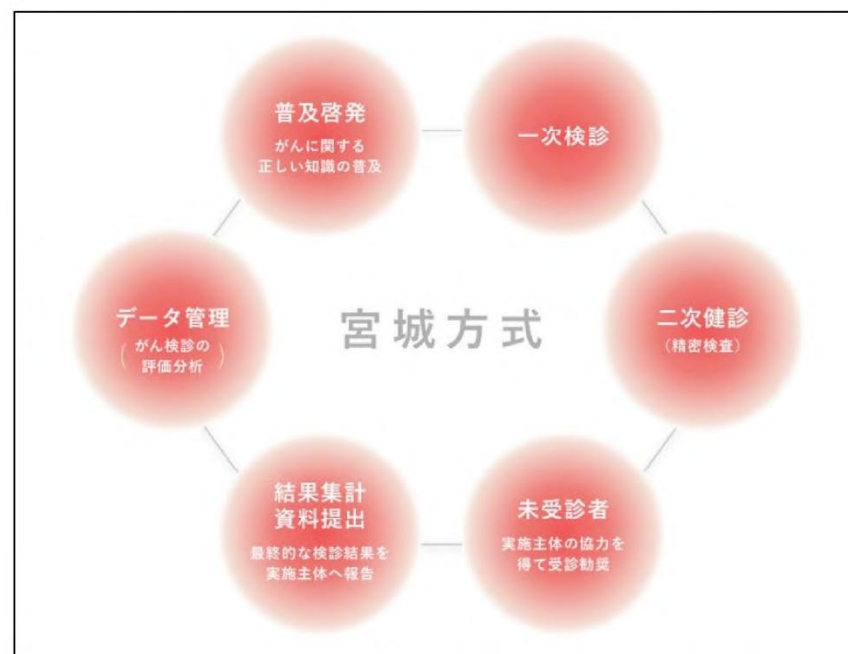 普及啓発
がんに関する
正しい知識の普及
一次検診
二次健診
(精密検査)
未受診者
実施主体の協力を
得て受診勧奨
結果集計
資料提出
最終的な検診結果を
実施主体へ報告
データ管理
(がん検診の
評価分析)
宮城方式